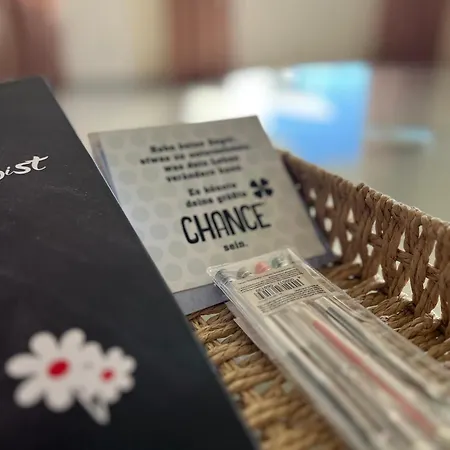 bist
Habe keine Angst,
etwas zu unternehmen,
was dein Leben
verändern kann.
Es könnte
deine größte
CHANCE
sein.